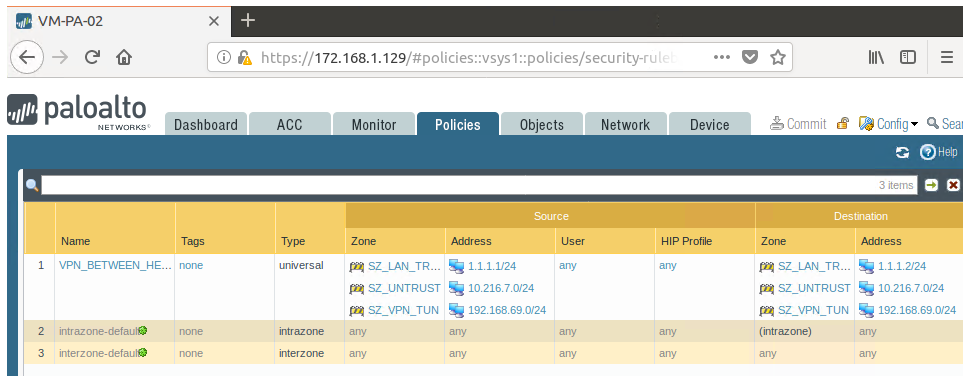 VM-PA-02
https://172.168.1.129/#policies::vsys1::policies/security-ruleb
paloalto
NETWORKS
Dashboard ACC Monitor Policies Objects Network Device Commit Config Sear
Help
3 items
Source Destination
Name Tags Type Zone Address User HIP Profile Zone Address
1 VPN_BETWEEN_HE... none universal SZ_LAN_TR... 1.1.1.1/24 any any SZ_LAN_TR... 1.1.1.2/24
SZ_UNTRUST 10.216.7.0/24 SZ_UNTRUST 10.216.7.0/24
SZ_VPN_TUN 192.168.69.0/24 SZ_VPN_TUN 192.168.69.0/24
2 intrazone-default none intrazone any any any any (intrazone) any
3 interzone-default none interzone any any any any any any